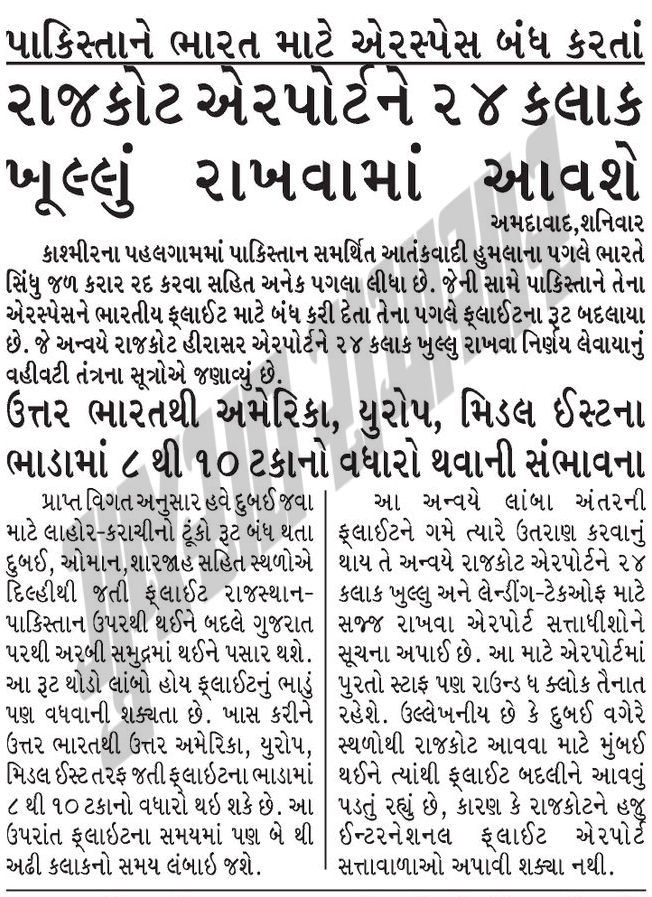 પાકિસ્તાને ભારત માટે એરસ્પેસ બંધ કરતાં
રાજકોટ એરપોર્ટને ૨૪ કલાક
ખૂલ્લું રાખવામાં આવશે
અમદાવાદ,શનિવાર
કાશ્મીરના પહલગામમાં પાકિસ્તાન સમર્થિત આતંકવાદી હુમલાના પગલે ભારતે
સિંધુ જળ કરાર રદ કરવા સહિત અનેક પગલા લીધા છે. જેની સામે પાકિસ્તાને તેના
એરસ્પેસને ભારતીય ફ્લાઈટ માટે બંધ કરી દેતા તેના પગલે ફ્લાઈટના રૂટ બદલાયા
છે. જે અન્વયે રાજકોટ હીરાસર એરપોર્ટને ૨૪ કલાક ખુલ્લુ રાખવા નિર્ણય લેવાયાનું
વહીવટી તંત્રના સૂત્રોએ જણાવ્યું છે.
ઉત્તર ભારતથી અમેરિકા, યુરોપ, મિડલ ઈસ્ટના
ભાડામાં ૮ થી ૧૦ ટકાનો વધારો થવાની સંભાવના
પ્રાપ્ત વિગત અનુસાર હવે દુબઈ જવા
માટે લાહોર-કરાચીનો ટૂંકો રૂટ બંધ થતા
દુબઈ, ઓમાન,શારજાહ સહિત સ્થળોએ
દિલ્હીથી જતી ફ્લાઈટ રાજસ્થાન-
પાકિસ્તાન ઉપરથી થઈને બદલે ગુજરાત
પરથી અરબી સમુદ્રમાં થઈને પસાર થશે.
આ રૂટ થોડો લાંબો હોય ફ્લાઈટનું ભાડું
પણ વધવાની શક્યતા છે. ખાસ કરીને
ઉત્તર ભારતથી ઉત્તર અમેરિકા, યુરોપ,
મિડલ ઈસ્ટ તરફ જતી ફ્લાઇટના ભાડામાં
૮ થી ૧૦ ટકાનો વધારો થઇ શકે છે. આ
ઉપરાંત ફ્લાઇટના સમયમાં પણ બે થી
અઢી કલાકનો સમય લંબાઇ જશે.
આ અન્વયે લાંબા અંતરની
ફ્લાઈટને ગમે ત્યારે ઉતરાણ કરવાનું
થાય તે અન્વયે રાજકોટ એરપોર્ટને ૨૪
કલાક ખુલ્લુ અને લેન્ડીંગ-ટેકઓફ માટે
સજ્જ રાખવા એરપોર્ટ સત્તાધીશોને
સૂચના અપાઈ છે. આ માટે એરપોર્ટમાં
પુરતો સ્ટાફ પણ રાઉન્ડ ધ ક્લોક તૈનાત
રહેશે. ઉલ્લેખનીય છે કે દુબઈ વગેરે
સ્થળોથી રાજકોટ આવવા માટે મુંબઈ
થઈને ત્યાંથી ફ્લાઈટ બદલીને આવવું
પડતું રહ્યું છે, કારણ કે રાજકોટને હજુ
ઈન્ટરનેશનલ ફ્લાઈટ એરપોર્ટ
સત્તાવાળાઓ અપાવી શક્યા નથી.